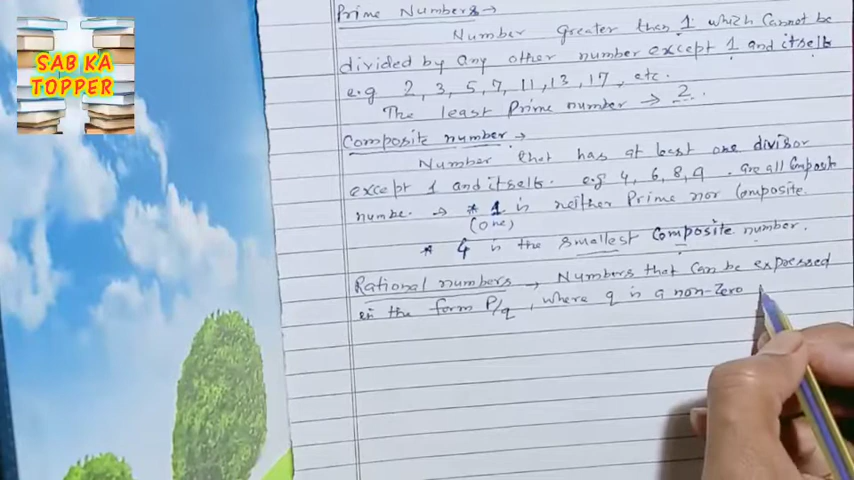 SAB KA
TOPPER
Prime Numbers →
Number greater then 1 which Cannot be
divided by any other number except 1 and itself
e.g 2, 3, 5, 7, 11, 13, 17, etc.
The least Prime number → 2.
Composite number →
Number that has at least one divisor
except 1 and itself. e.g 4, 6, 8, 9. are all Composite
numbe. → * 1 is neither Prime nor Composite.
(one)
* 4 is the smallest Composite number.
Rational numbers → Numbers that can be expessed
in the form P/q, where q is a non-zero